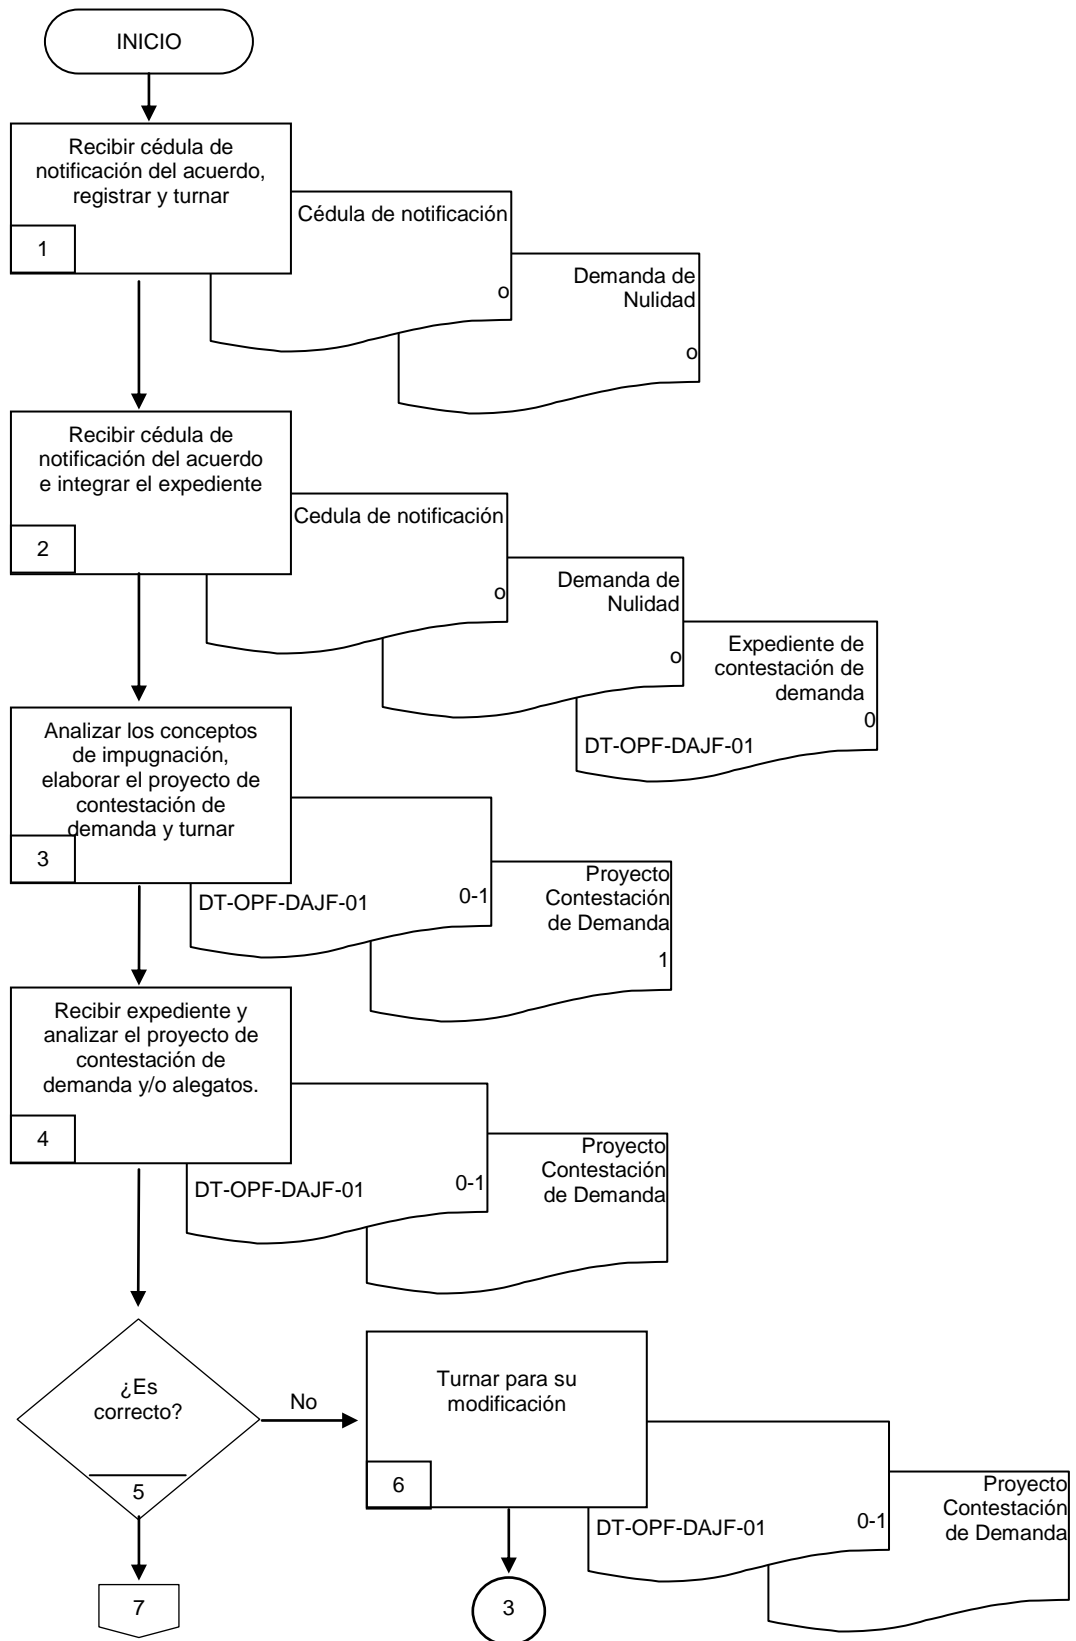 INICIO
Recibir cédula de
notificación del acuerdo,
registrar y turnar
1
Cédula de notificación
o
Demanda de
Nulidad
o
Recibir cédula de
notificación del acuerdo
e integrar el expediente
2
Cedula de notificación
o
Demanda de
Nulidad
o
Expediente de
contestación de
demanda
0
DT-OPF-DAJF-01
Analizar los conceptos
de impugnación,
elaborar el proyecto de
contestación de
demanda y turnar
3
DT-OPF-DAJF-01
0-1
Proyecto
Contestación
de Demanda
1
Recibir expediente y
analizar el proyecto de
contestación de
demanda y/o alegatos.
4
DT-OPF-DAJF-01
0-1
Proyecto
Contestación
de Demanda
¿Es
correcto?
5
No
Turnar para su
modificación
6
DT-OPF-DAJF-01
0-1
Proyecto
Contestación
de Demanda
7
3